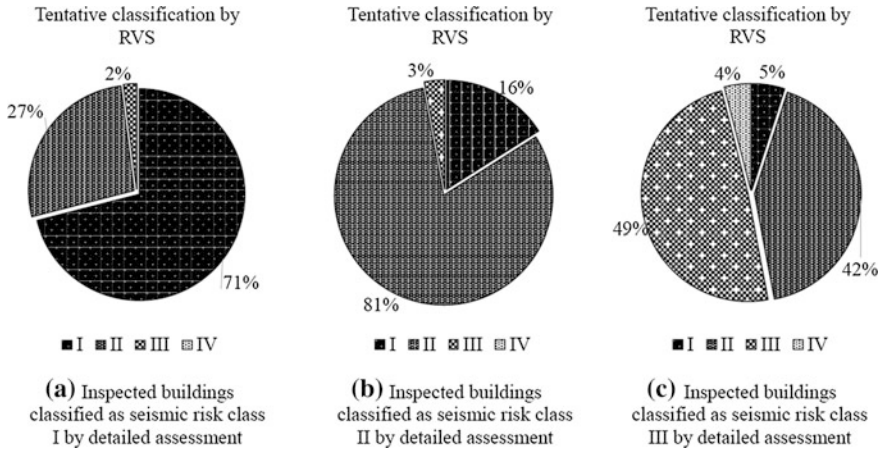 Tentative classification by
RVS
2%
27%
71%
I II III IV
(a) Inspected buildings
classified as seismic risk class
I by detailed assessment
Tentative classification by
RVS
3%
16%
81%
I II III IV
(b) Inspected buildings
classified as seismic risk class
II by detailed assessment
Tentative classification by
RVS
4%
5%
49%
42%
I II III IV
(c) Inspected buildings
classified as seismic risk class
III by detailed assessment